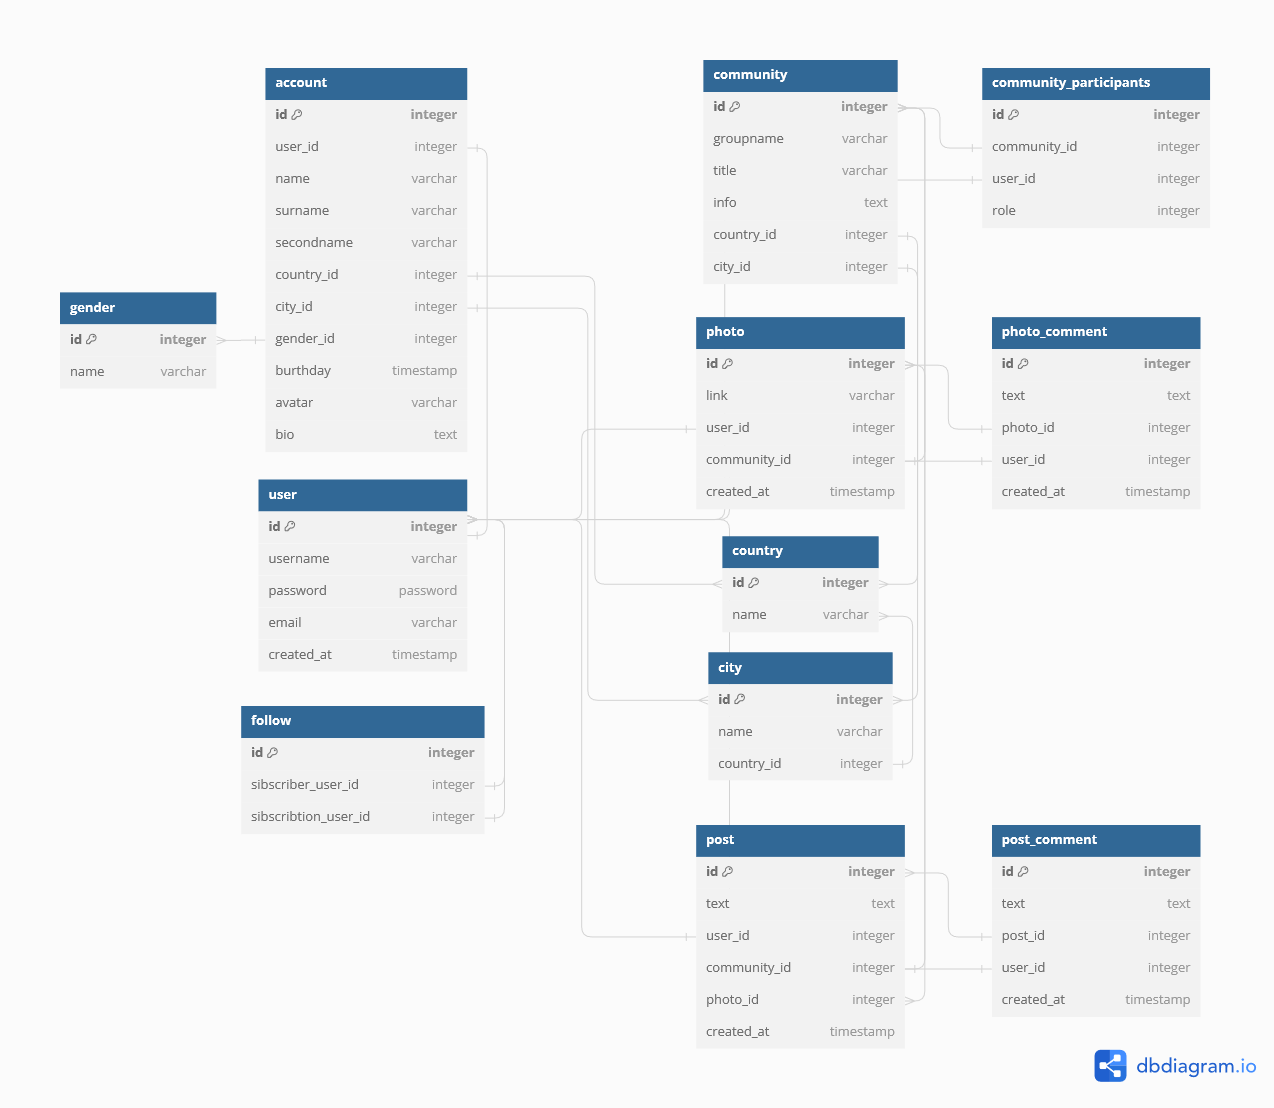 account
id integer
user_id integer
name varchar
surname varchar
secondname varchar
country_id integer
city_id integer
gender_id integer
burthday timestamp
avatar varchar
bio text
gender
id integer
name varchar
user
id integer
username varchar
password password
email varchar
created_at timestamp
follow
id integer
sibscriber_user_id integer
sibscribtion_user_id integer
community
id integer
groupname varchar
title varchar
info text
country_id integer
city_id integer
community_participants
id integer
community_id integer
user_id integer
role integer
photo
id integer
link varchar
user_id integer
community_id integer
created_at timestamp
photo_comment
id integer
text text
photo_id integer
user_id integer
created_at timestamp
country
id integer
name varchar
city
id integer
name varchar
country_id integer
post
id integer
text text
user_id integer
community_id integer
photo_id integer
created_at timestamp
post_comment
id integer
text text
post_id integer
user_id integer
created_at timestamp
dbdiagram.io